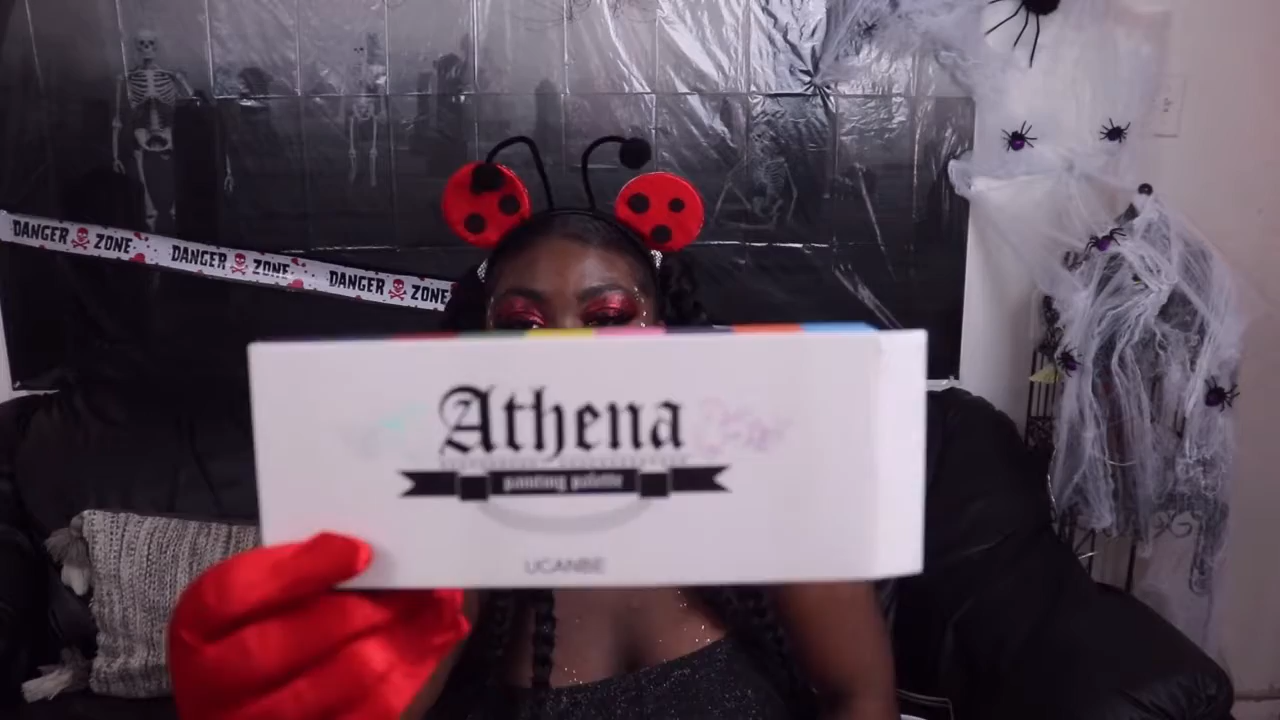 DANGER ZONE DANGER ZONE DANGER ZONE
Athena
painting palette
UCANBE